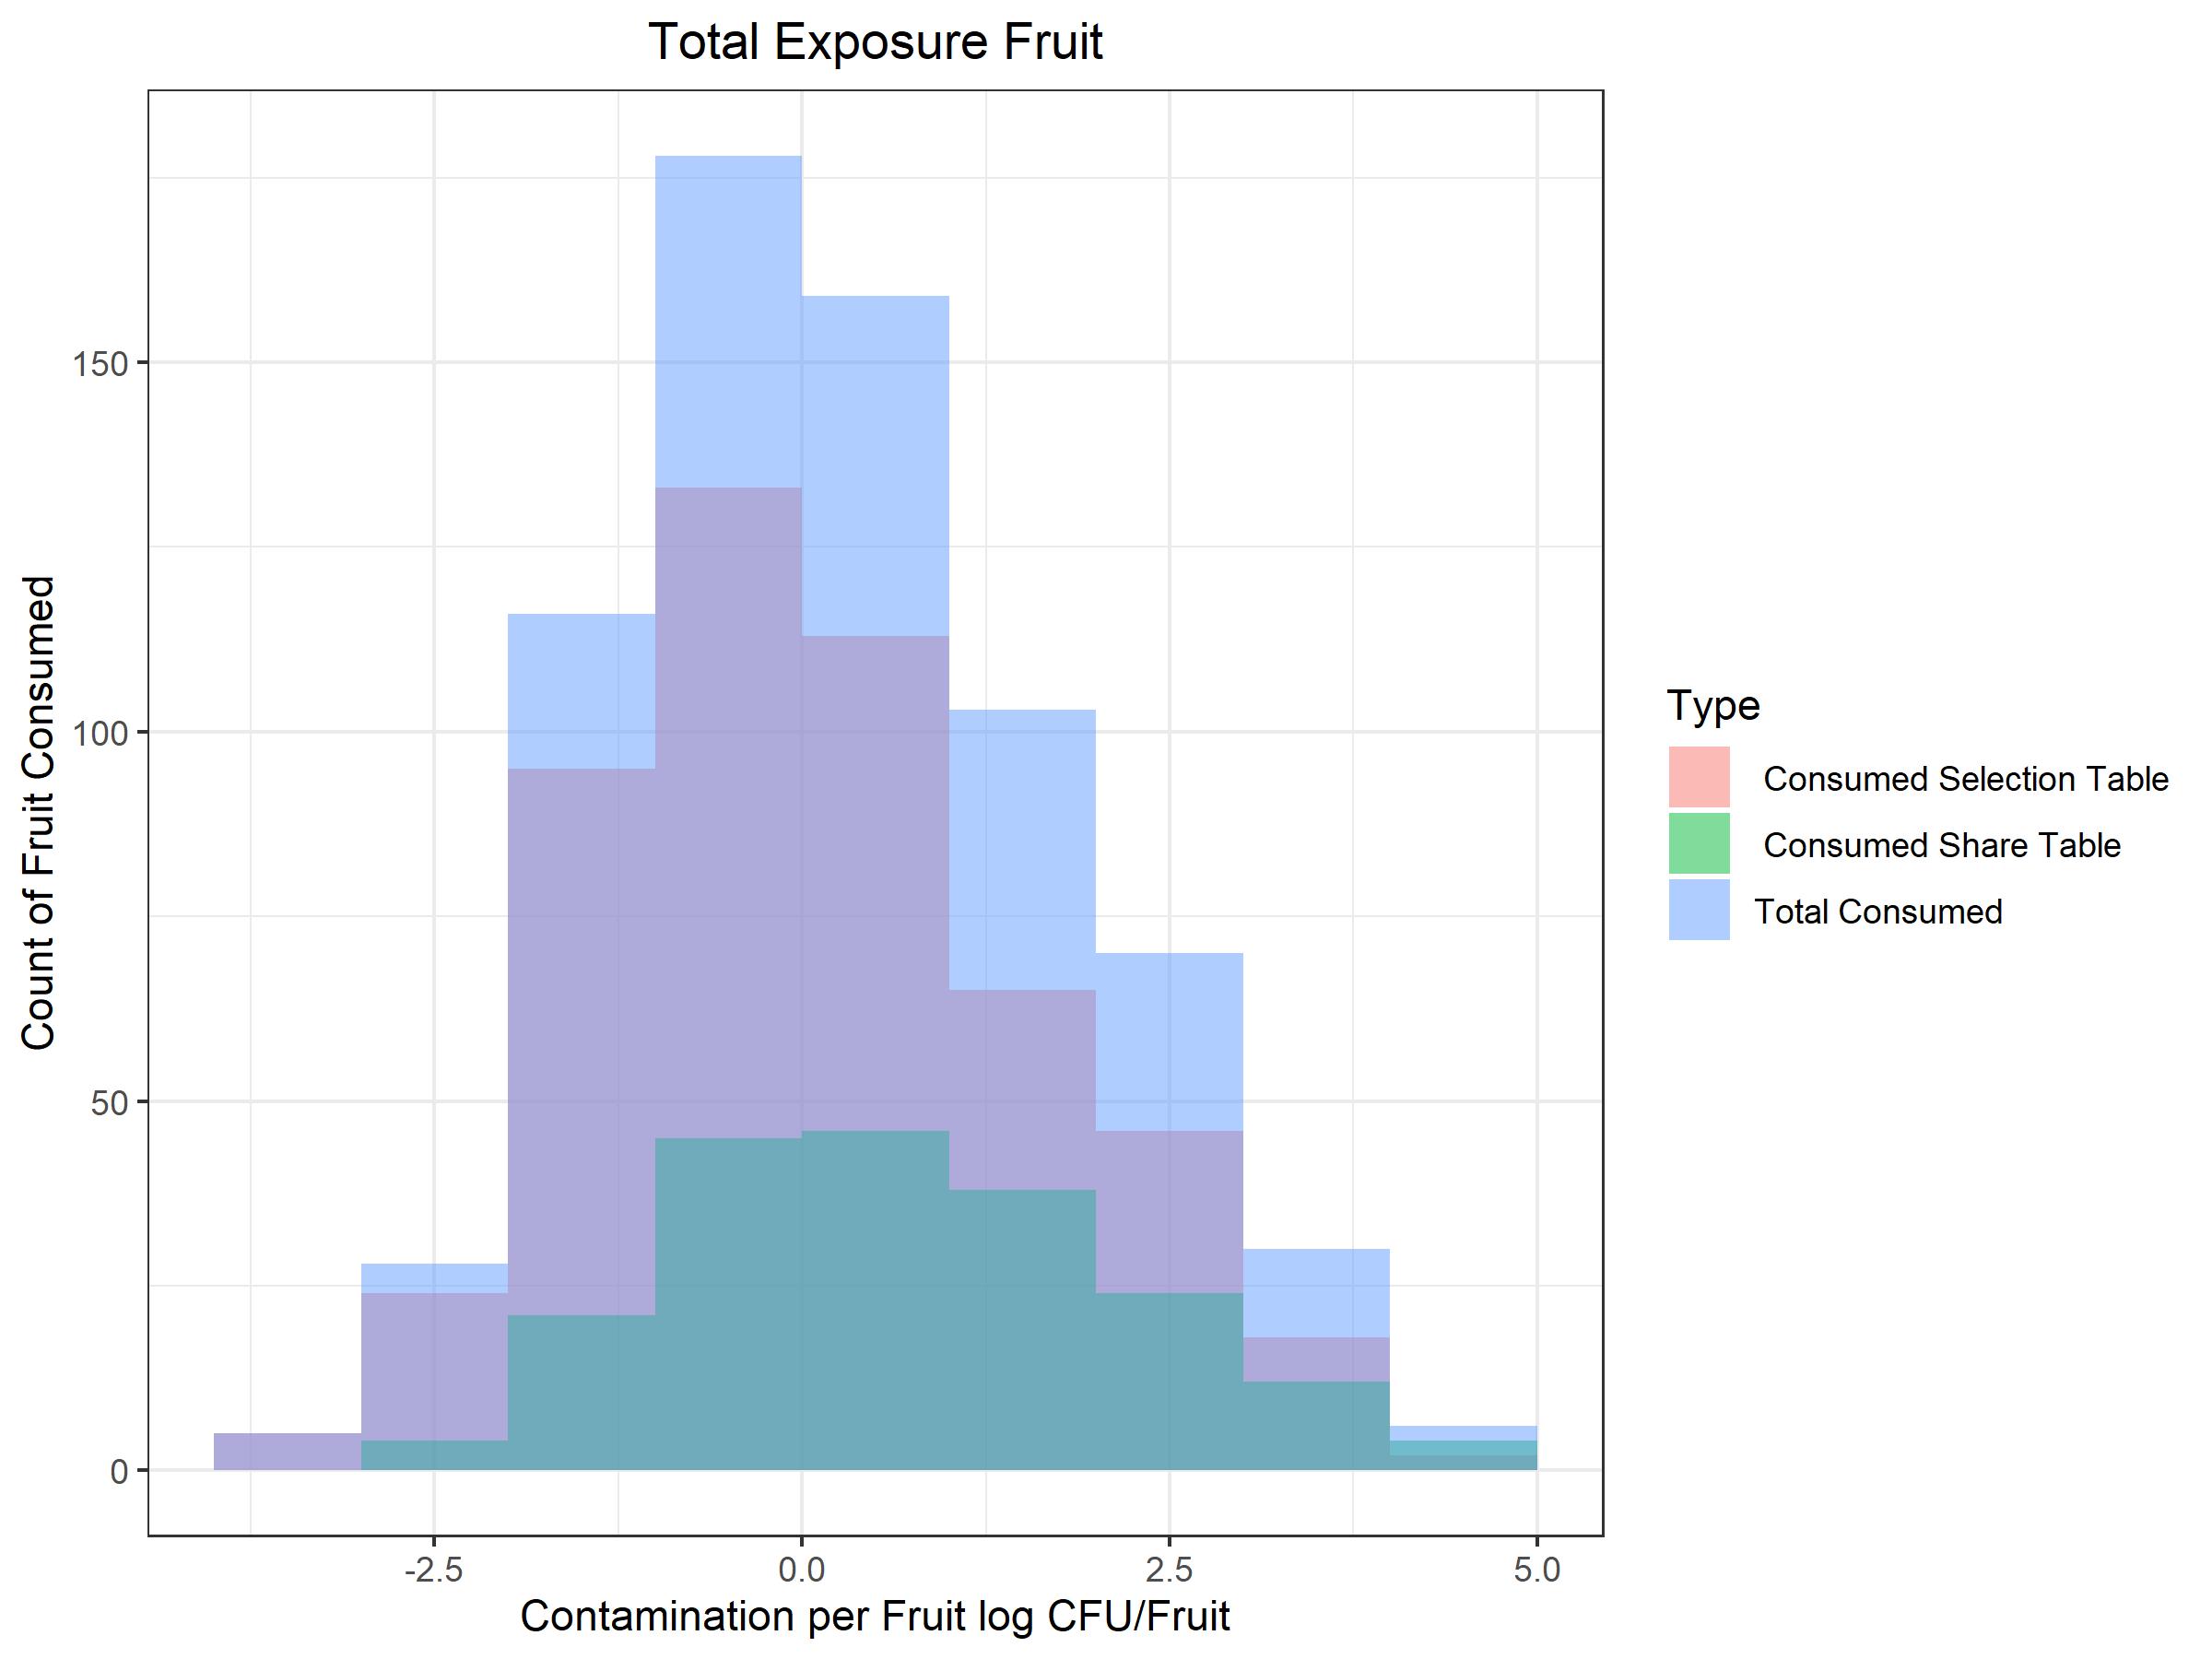 Total Exposure Fruit
Count of Fruit Consumed
150
100
50
0
-2.5
0.0
2.5
5.0
Contamination per Fruit log CFU/Fruit
Type
Consumed Selection Table
Consumed Share Table
Total Consumed